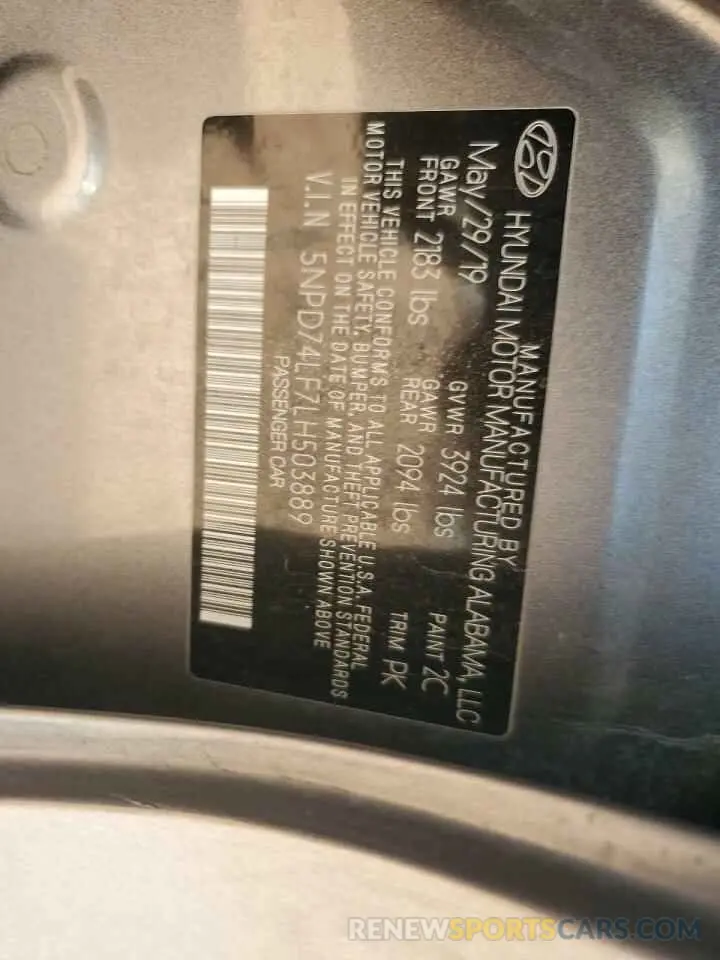 MANUFACTURED BY
HYUNDAI MOTOR MANUFACTURING ALABAMA, LLC
May/29/19 GVWR 3924 lbs PAINT 2C
GAWR FRONT 2183 lbs GAWR REAR 2094 lbs TRIM PK
THIS VEHICLE CONFORMS TO ALL APPLICABLE U.S.A. FEDERAL
MOTOR VEHICLE SAFETY, BUMPER, AND THEFT PREVENTION STANDARDS
IN EFFECT ON THE DATE OF MANUFACTURE SHOWN ABOVE
V.I.N 5NPD74LF7LH503889
PASSENGER CAR
RENEWSPORTSCARS.COM